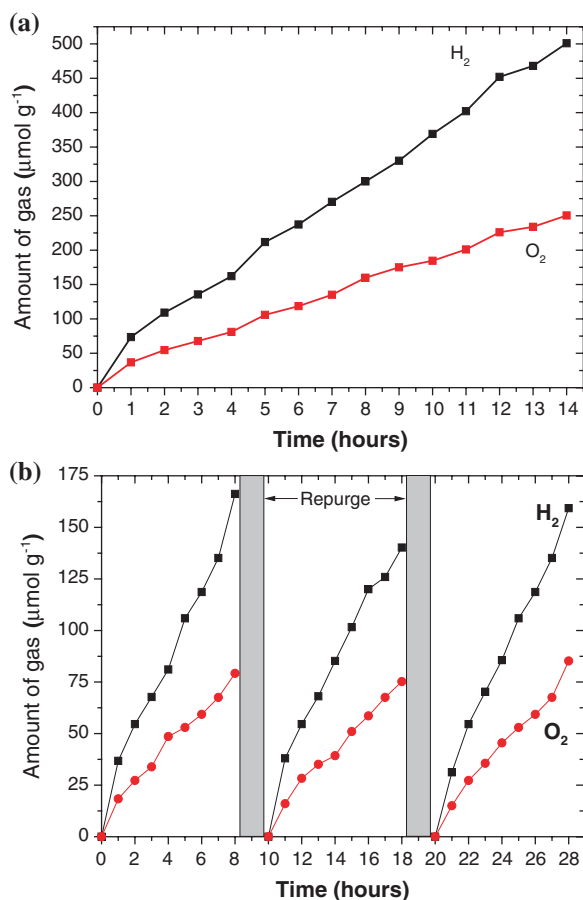 (a)
500
450
400
350
300
250
200
150
100
50
0
Amount of gas (μmol g⁻¹)
H₂
O₂
0 1 2 3 4 5 6 7 8 9 10 11 12 13 14
Time (hours)
(b)
175
150
125
100
75
50
25
0
Amount of gas (μmol g⁻¹)
Repurge
H₂
O₂
0 2 4 6 8 10 12 14 16 18 20 22 24 26 28
Time (hours)